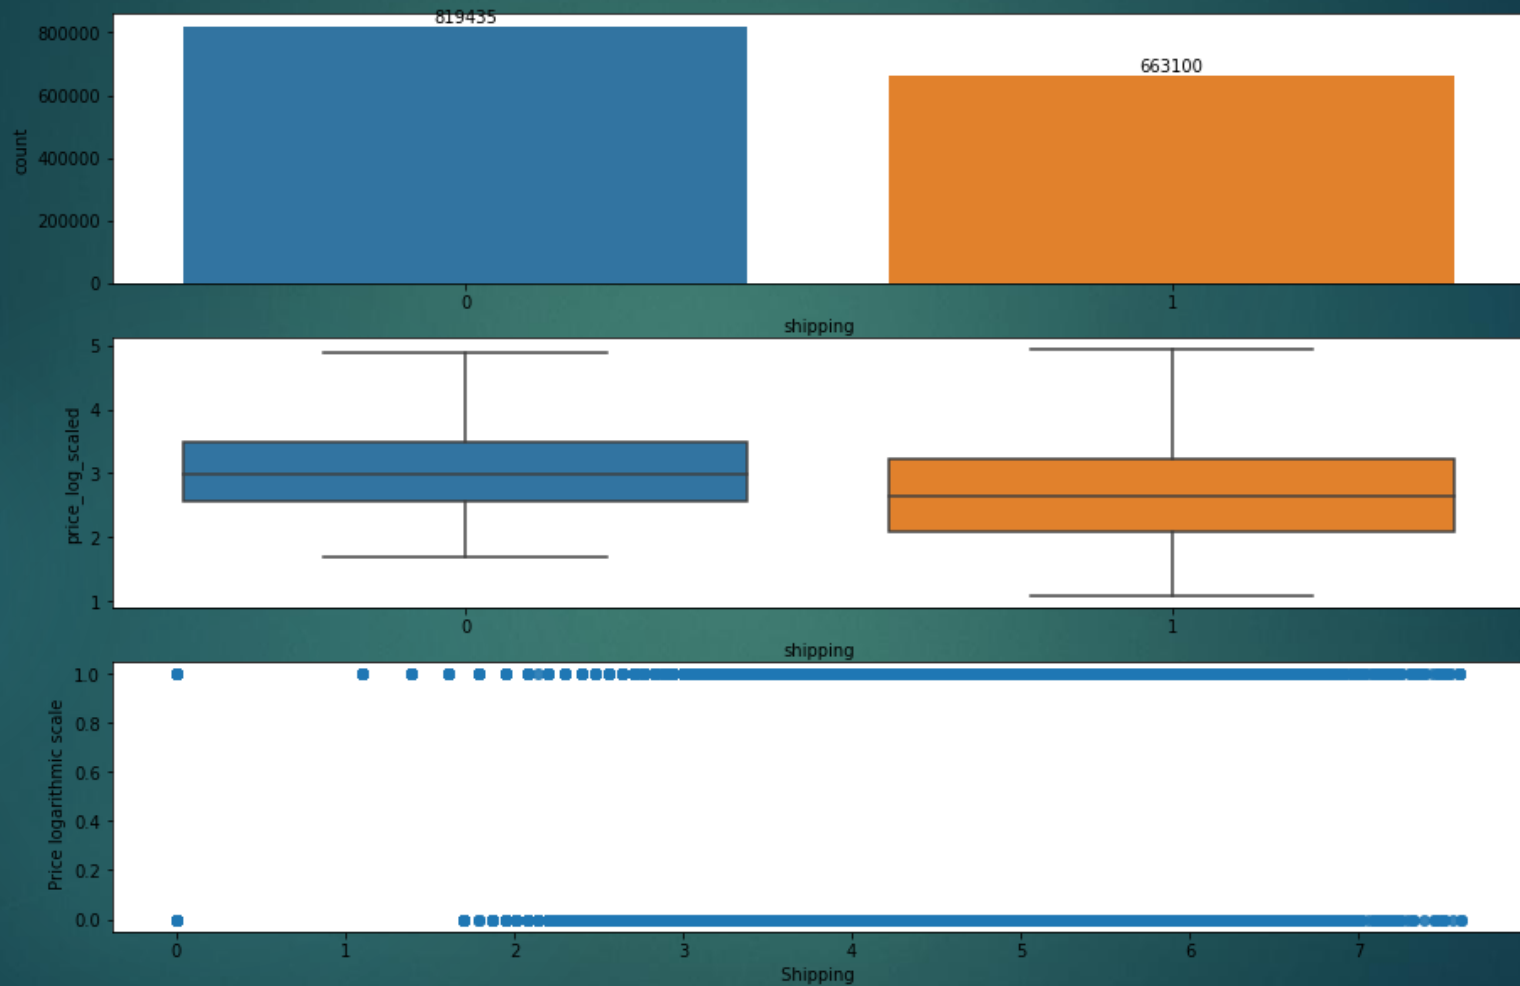 819435
800000
663100
600000
count
400000
200000
0
0 1
shipping
5
4
price_log_scaled
3
2
1
0 1
shipping
1.0
0.8
Price logarithmic scale
0.6
0.4
0.2
0.0
0 1 2 3 4 5 6 7
Shipping